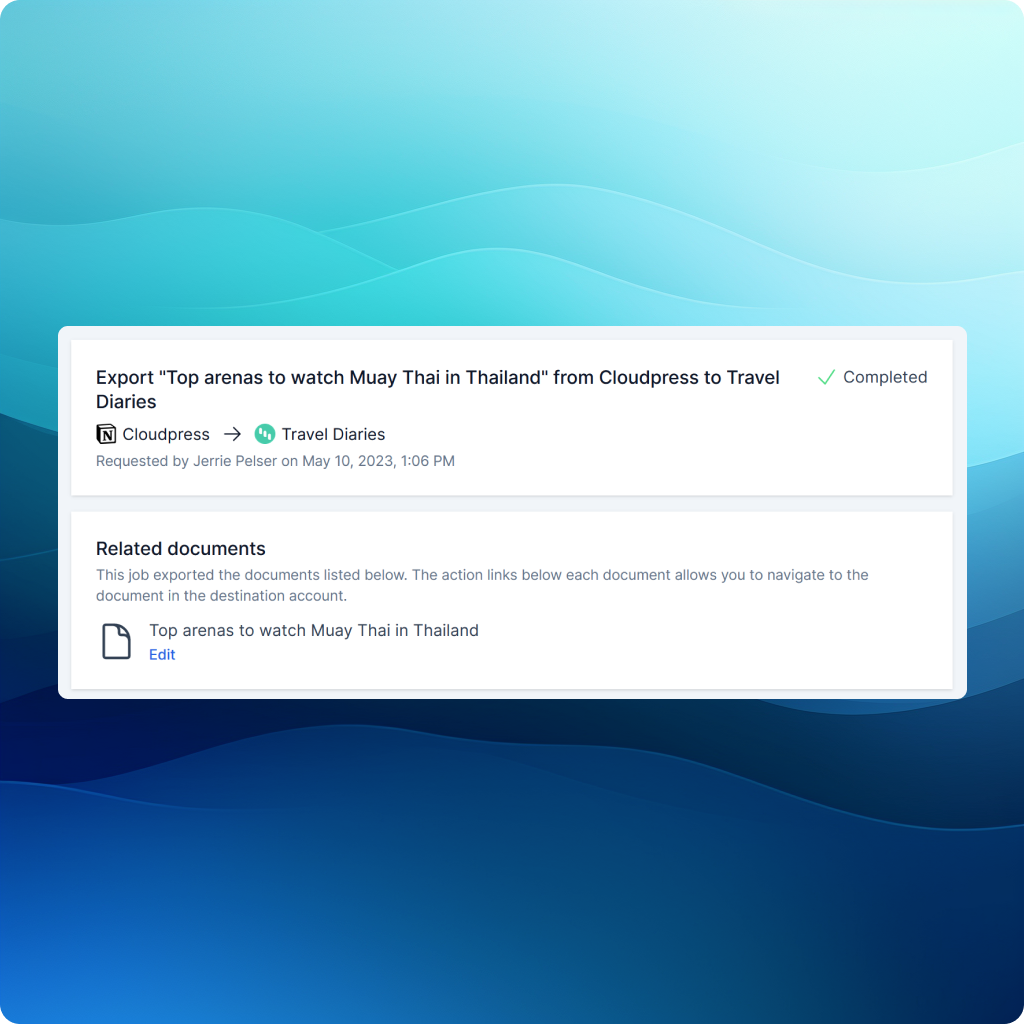 Export "Top arenas to watch Muay Thai in Thailand" from Cloudpress to Travel
Diaries
Completed
Cloudpress → Travel Diaries
Requested by Jerrie Pelser on May 10, 2023, 1:06 PM
Related documents
This job exported the documents listed below. The action links below each document allows you to navigate to the
document in the destination account.
Top arenas to watch Muay Thai in Thailand
Edit